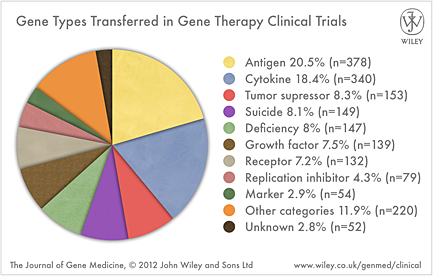 Gene Types Transferred in Gene Therapy Clinical Trials
WILEY
Antigen 20.5% (n=378)
Cytokine 18.4% (n=340)
Tumor supressor 8.3% (n=153)
Suicide 8.1% (n=149)
Deficiency 8% (n=147)
Growth factor 7.5% (n=139)
Receptor 7.2% (n=132)
Replication inhibitor 4.3% (n=79)
Marker 2.9% (n=54)
Other categories 11.9% (n=220)
Unknown 2.8% (n=52)
The Journal of Gene Medicine, © 2012 John Wiley and Sons Ltd
www.wiley.co.uk/genmed/clinical